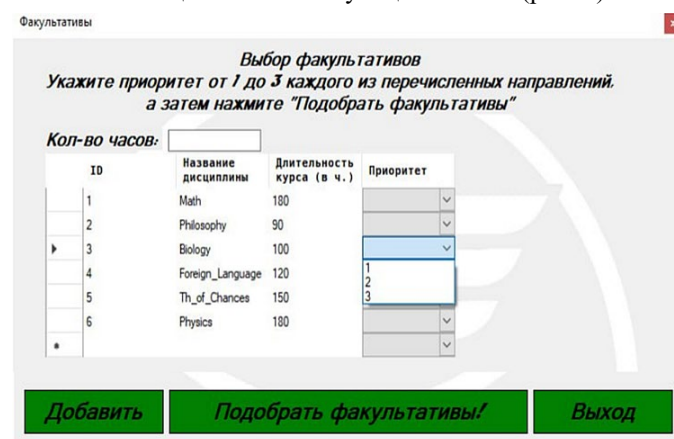 Факультативы
Выбор факультативов
Укажите приоритет от 1 до 3 каждого из перечисленных направлений,
а затем нажмите "Подобрать факультативы"
Кол-во часов:
ID Название дисциплины Длительность курса (в ч.) Приоритет
1 Math 180
2 Philosophy 90
3 Biology 100
4 Foreign_Language 120 1
2
5 Th_of_Chances 150 3
6 Physics 180
Добавить Подобрать факультативы! Выход